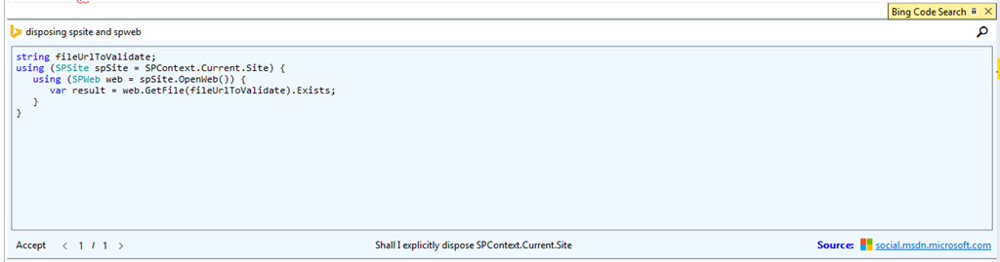 Bing Code Search
disposing spsite and spweb
string fileUrlToValidate;
using (SPSite spSite = SPContext.Current.Site) {
   using (SPWeb web = spSite.OpenWeb()) {
      var result = web.GetFile(fileUrlToValidate).Exists;
   }
}
Accept < 1 / 1 > Shall I explicitly dispose SPContext.Current.Site Source: social.msdn.microsoft.com